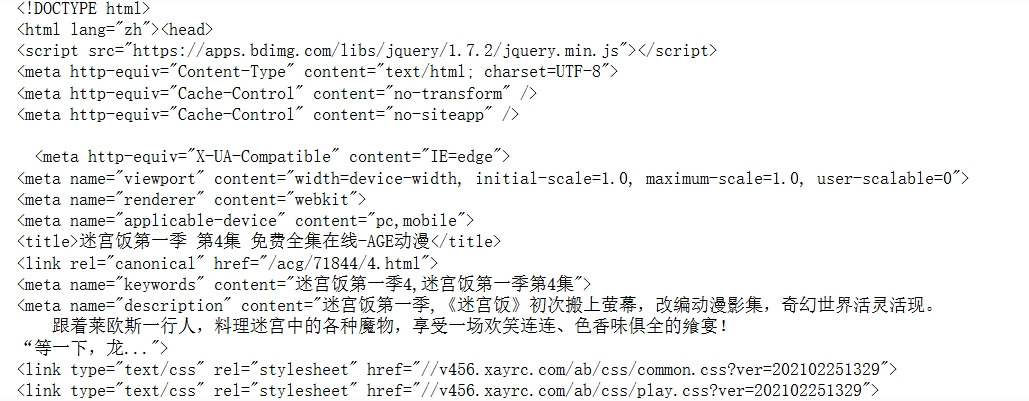 <!DOCTYPE html>
<html lang="zh"><head>
<script src="https://apps.bdimg.com/libs/jquery/1.7.2/jquery.min.js"></script>
<meta http-equiv="Content-Type" content="text/html; charset=UTF-8">
<meta http-equiv="Cache-Control" content="no-transform" />
<meta http-equiv="Cache-Control" content="no-siteapp" />
<meta http-equiv="X-UA-Compatible" content="IE=edge">
<meta name="viewport" content="width=device-width, initial-scale=1.0, maximum-scale=1.0, user-scalable=0">
<meta name="renderer" content="webkit">
<meta name="applicable-device" content="pc,mobile">
<title>迷宫饭第一季 第4集 免费全集在线-AGE动漫</title>
<link rel="canonical" href="/acg/71844/4.html">
<meta name="keywords" content="迷宫饭第一季4,迷宫饭第一季第4集">
<meta name="description" content="迷宫饭第一季,《迷宫饭》初次搬上萤幕，改编动漫影集，奇幻世界活灵活现。
跟着莱欧斯一行人，料理迷宫中的各种魔物，享受一场欢笑连连、色香味俱全的飨宴！
“等一下，龙...">
<link type="text/css" rel="stylesheet" href="//v456.xayrc.com/ab/css/common.css?ver=202102251329">
<link type="text/css" rel="stylesheet" href="//v456.xayrc.com/ab/css/play.css?ver=202102251329">